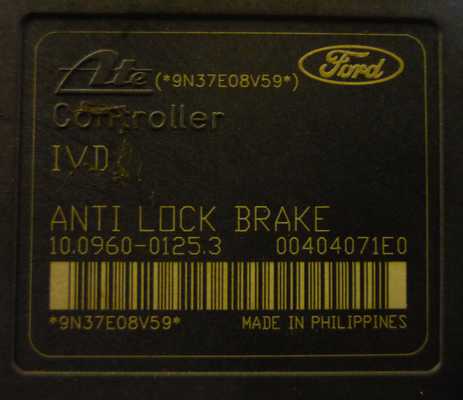 Ate (*9N37E08V59*) Ford
Controller
IVD
ANTI LOCK BRAKE
10.0960-0125.3 00404071E0
*9N37E08V59* MADE IN PHILIPPINES